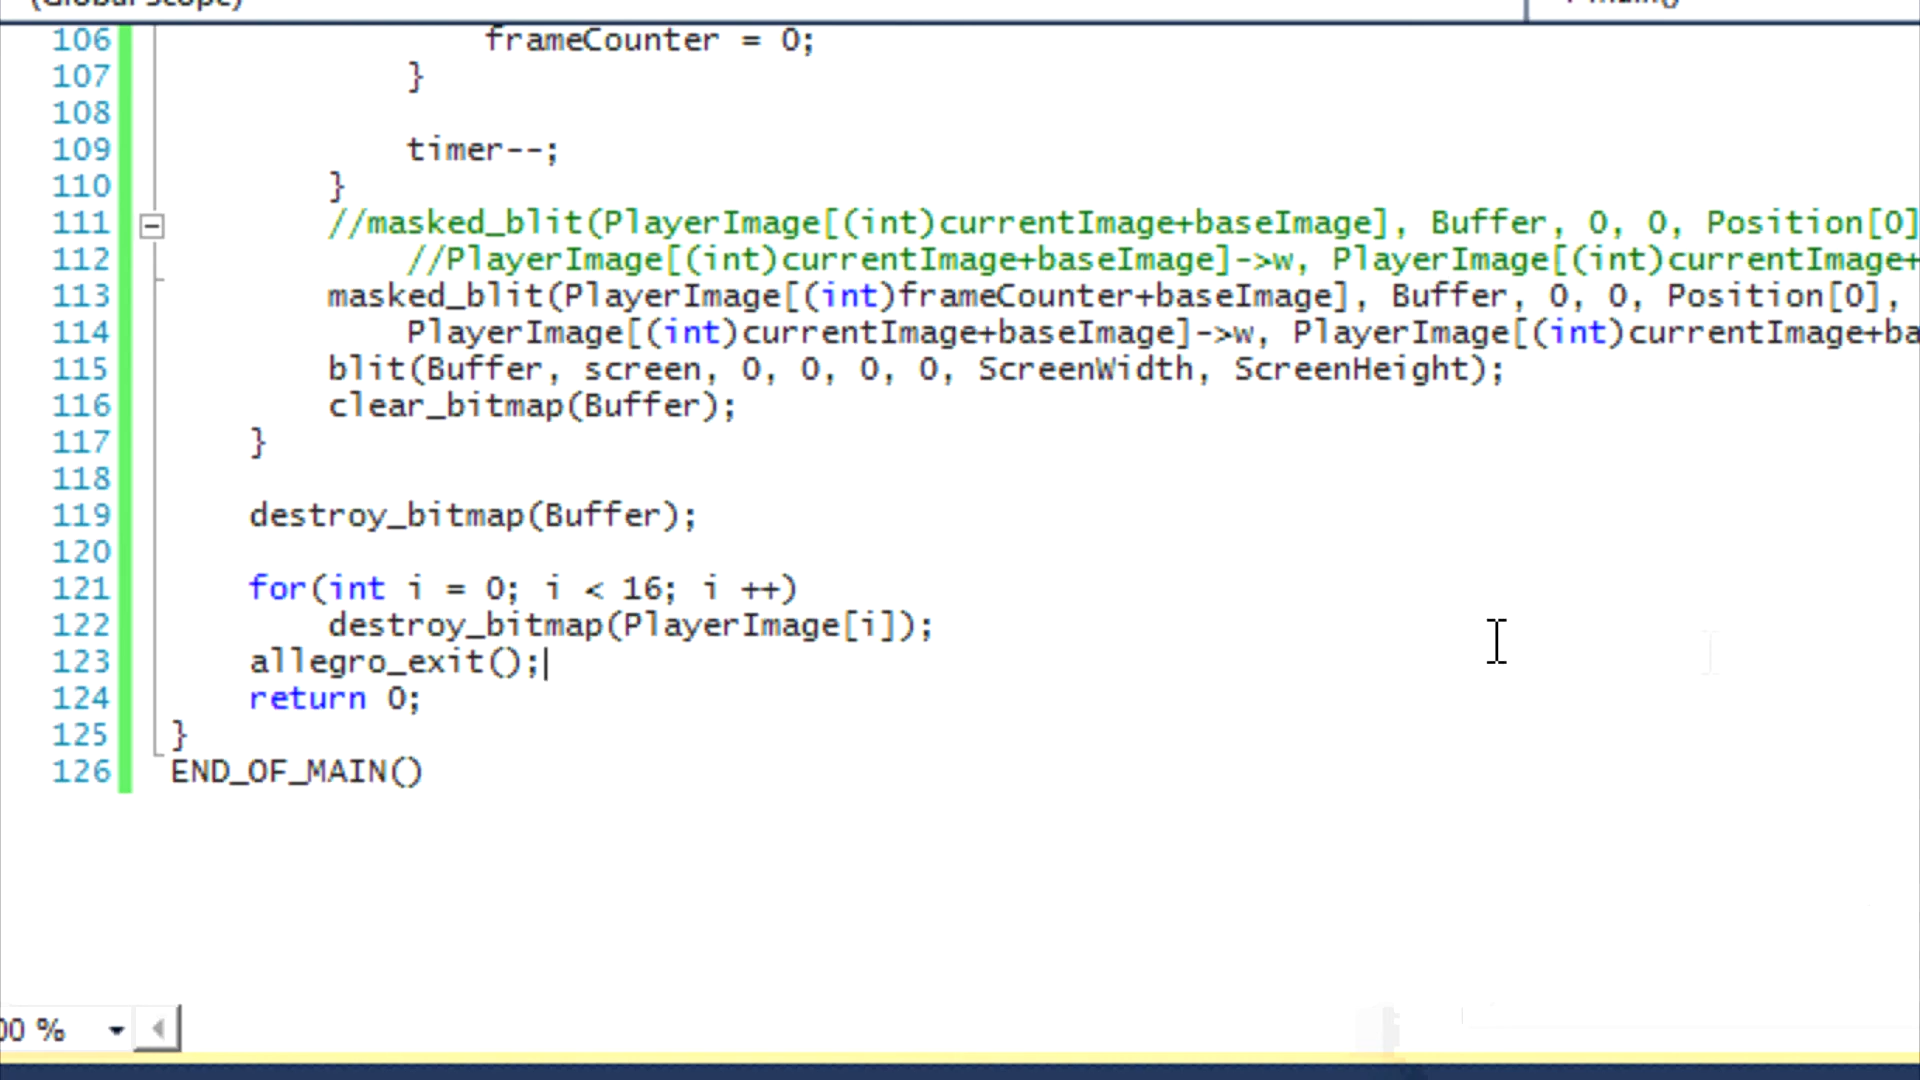 (Global Scope)
main()
106 frameCounter = 0;
107 }
108
109 timer--;
110 }
111 //masked_blit(PlayerImage[(int)currentImage+baseImage], Buffer, 0, 0, Position[0]
112 //PlayerImage[(int)currentImage+baseImage]->w, PlayerImage[(int)currentImage+
113 masked_blit(PlayerImage[(int)frameCounter+baseImage], Buffer, 0, 0, Position[0],
114 PlayerImage[(int)currentImage+baseImage]->w, PlayerImage[(int)currentImage+ba
115 blit(Buffer, screen, 0, 0, 0, 0, ScreenWidth, ScreenHeight);
116 clear_bitmap(Buffer);
117 }
118
119 destroy_bitmap(Buffer);
120
121 for(int i = 0; i < 16; i ++)
122 destroy_bitmap(PlayerImage[i]);
123 allegro_exit();
124 return 0;
125 }
126 END_OF_MAIN()
00 %